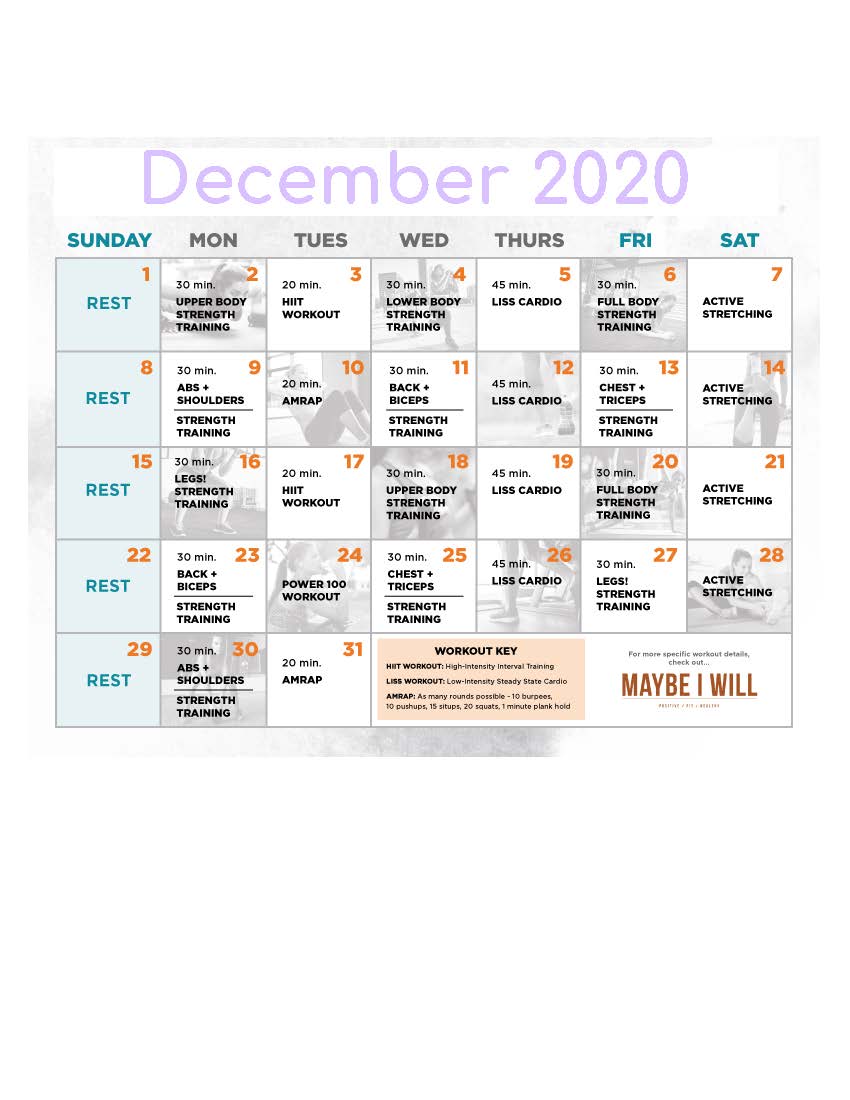 December 2020
SUNDAY MON TUES WED THURS FRI SAT
1
REST
2
30 min.
UPPER BODY
STRENGTH
TRAINING
3
20 min.
HIIT
WORKOUT
4
30 min.
LOWER BODY
STRENGTH
TRAINING
5
45 min.
LISS CARDIO
6
30 min.
FULL BODY
STRENGTH
TRAINING
7
ACTIVE
STRETCHING
8
REST
9
30 min.
ABS +
SHOULDERS
STRENGTH
TRAINING
10
20 min.
AMRAP
11
30 min.
BACK +
BICEPS
STRENGTH
TRAINING
12
45 min.
LISS CARDIO
13
30 min.
CHEST +
TRICEPS
STRENGTH
TRAINING
14
ACTIVE
STRETCHING
15
REST
16
30 min.
LEGS!
STRENGTH
TRAINING
17
20 min.
HIIT
WORKOUT
18
30 min.
UPPER BODY
STRENGTH
TRAINING
19
45 min.
LISS CARDIO
20
30 min.
FULL BODY
STRENGTH
TRAINING
21
ACTIVE
STRETCHING
22
REST
23
30 min.
BACK +
BICEPS
STRENGTH
TRAINING
24
POWER 100
WORKOUT
25
30 min.
CHEST +
TRICEPS
STRENGTH
TRAINING
26
45 min.
LISS CARDIO
27
30 min.
LEGS!
STRENGTH
TRAINING
28
ACTIVE
STRETCHING
29
REST
30
30 min.
ABS +
SHOULDERS
STRENGTH
TRAINING
31
20 min.
AMRAP
WORKOUT KEY
HIIT WORKOUT: High-Intensity Interval Training
LISS WORKOUT: Low-Intensity Steady State Cardio
AMRAP: As many rounds possible - 10 burpees,
10 pushups, 15 situps, 20 squats, 1 minute plank hold
For more specific workout details,
check out...
MAYBE I WILL
POSITIVE / FIT / HEALTHY